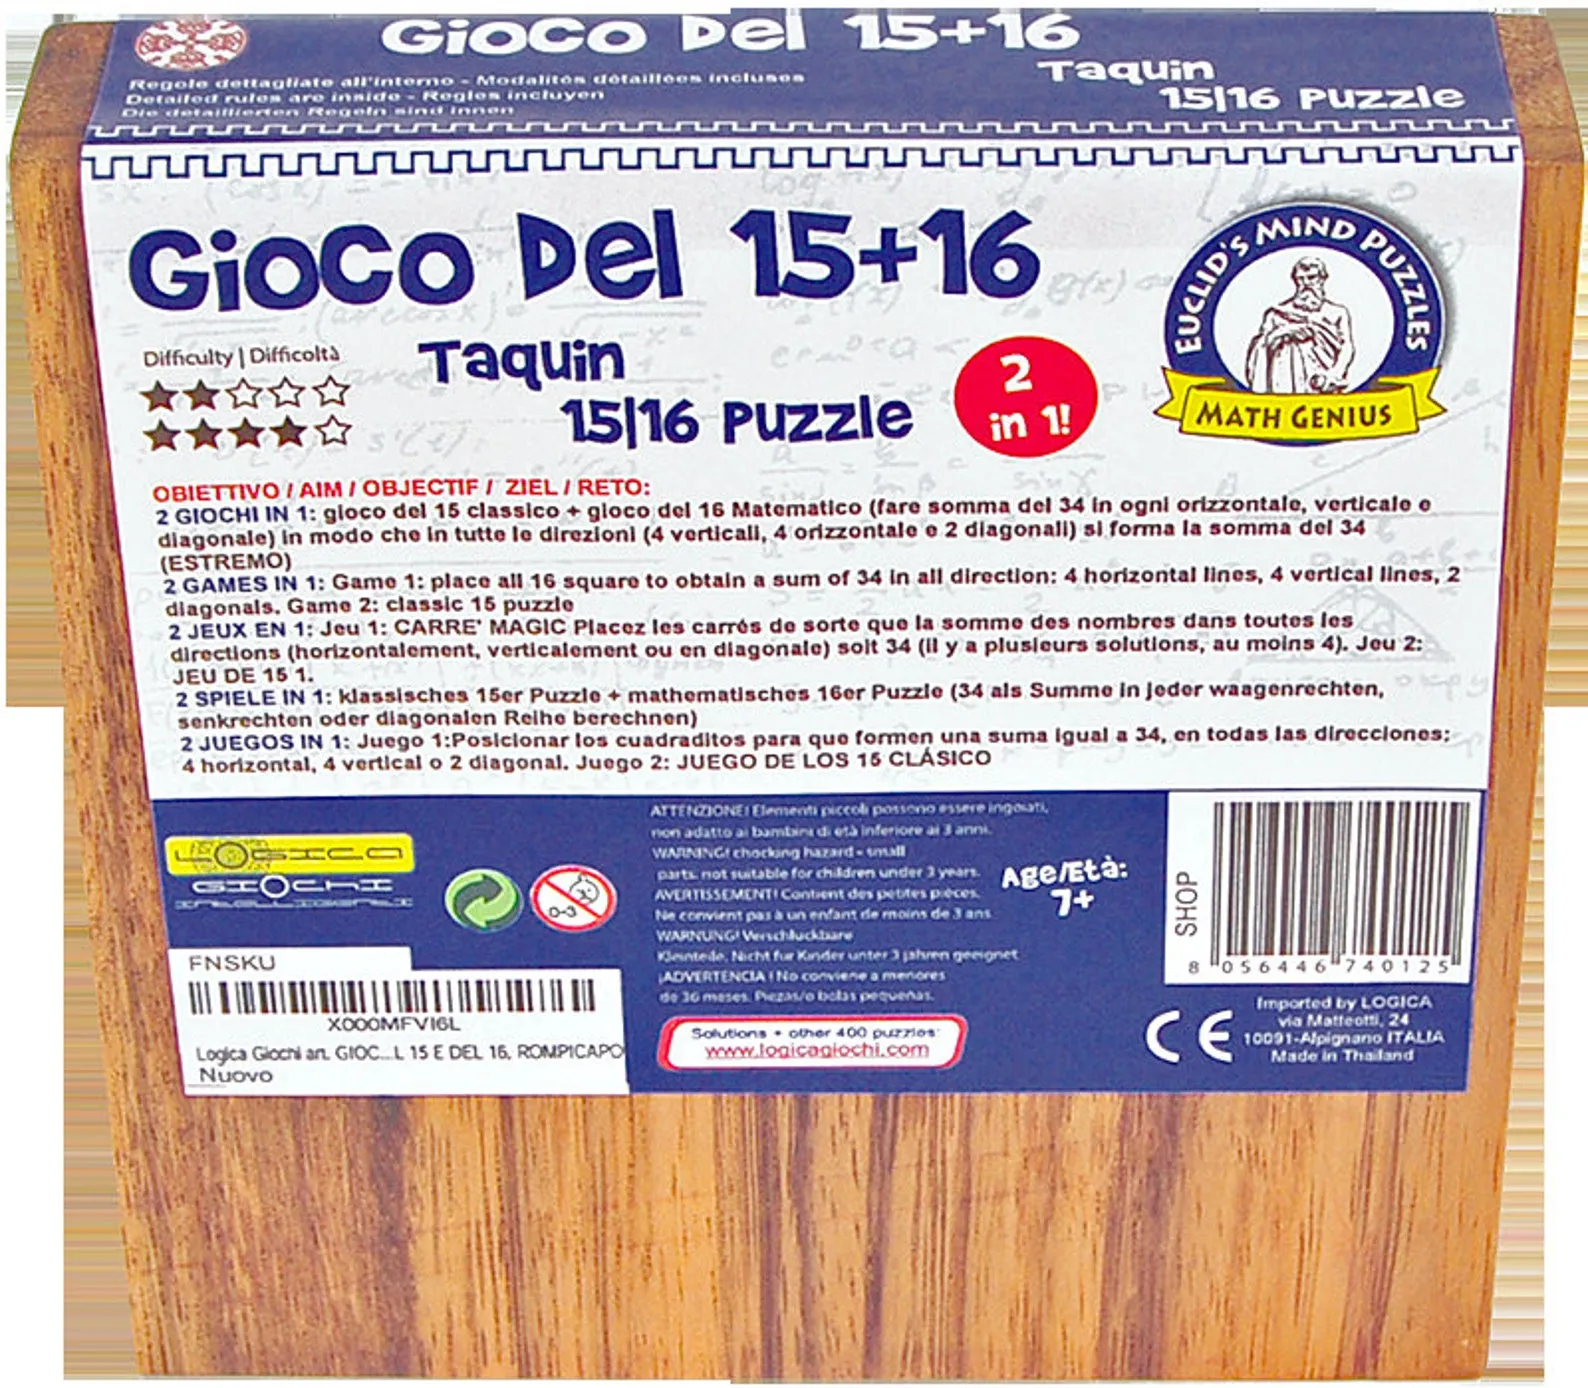 GIOCO DEL 15+16
Regole dettagliate all'interno - Modalités détaillées incluses
Detailed rules are inside - Regles incluyen
Die detaillierten Regeln sind innen
Taquin
15|16 PUZZLE
GIOCO DEL 15+16
Difficulty | Difficoltà
Taquin
15|16 PUZZLE
2
in 1!
EUCLID'S MIND PUZZLES
MATH GENIUS
OBIETTIVO / AIM / OBJECTIF / ZIEL / RETO:
2 GIOCHI IN 1: gioco del 15 classico + gioco del 16 Matematico (fare somma del 34 in ogni orizzontale, verticale e
diagonale) in modo che in tutte le direzioni (4 verticali, 4 orizzontale e 2 diagonali) si forma la somma del 34
(ESTREMO)
2 GAMES IN 1: Game 1: place all 16 square to obtain a sum of 34 in all direction: 4 horizontal lines, 4 vertical lines, 2
diagonals. Game 2: classic 15 puzzle
2 JEUX EN 1: Jeu 1: CARRE' MAGIC Placez les carrés de sorte que la somme des nombres dans toutes les
directions (horizontalement, verticalement ou en diagonale) soit 34 (il y a plusieurs solutions, au moins 4). Jeu 2:
JEU DE 15 1.
2 SPIELE IN 1: klassisches 15er Puzzle + mathematisches 16er Puzzle (34 als Summe in jeder waagenrechten,
senkrechten oder diagonalen Reihe berechnen)
2 JUEGOS IN 1: Juego 1:Posicionar los cuadraditos para que formen una suma igual a 34, en todas las direcciones:
4 horizontal, 4 vertical o 2 diagonal. Juego 2: JUEGO DE LOS 15 CLÁSICO
LOGICA
GIOCHI
INTELLIGENTI
0-3
ATTENZIONE! Elementi piccoli possono essere ingoiati,
non adatto ai bambini di età inferiore ai 3 anni.
WARNING! chocking hazard - small
parts. not suitable for children under 3 years.
AVERTISSEMENT! Contient des petites pièces.
Ne convient pas à un enfant de moins de 3 ans
WARNUNG! Verschluckbare
Kleinteile. Nicht fur Kinder unter 3 jahren geeignet
¡ADVERTENCIA ! No conviene a menores
de 36 meses. Piezas/o bolas pequeñas.
Age/Età:
7+
SHOP
8 056446 740125
FNSKU
X000MFVI6L
Logica Giochi art. GIOC...L 15 E DEL 16, ROMPICAPO
Nuovo
Solutions + other 400 puzzles:
www.logicagiochi.com
CE
Imported by LOGICA
via Matteotti, 24
10091-Alpignano ITALIA
Made in Thailand